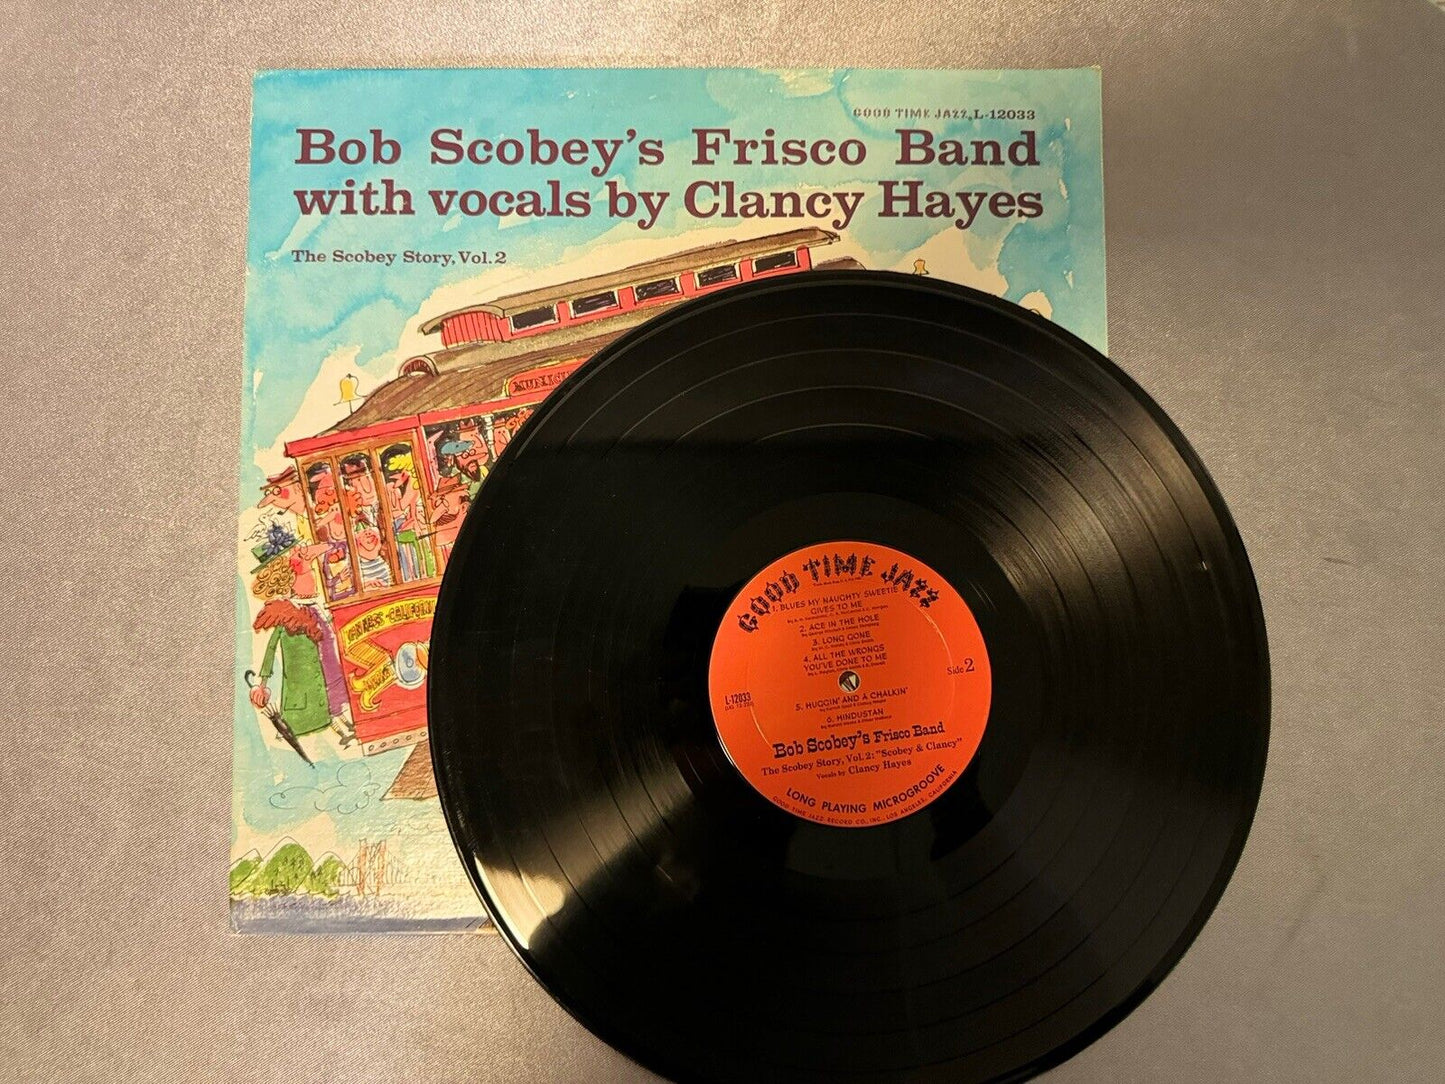 GOOD TIME JAZZ, L-12033
Bob Scobey's Frisco Band
with vocals by Clancy Hayes
The Scobey Story, Vol. 2
MUNICIP
GOOD TIME JAZZ
1. BLUES MY NAUGHTY SWEETIE
GIVES TO ME
2. ACE IN THE HOLE
3. LONG GONE
4. ALL THE WRONGS
YOU'VE DONE TO ME
Side 2
L-12033
5. HUGGIN' AND A CHALKIN'
6. HINDUSTAN
Bob Scobey's Frisco Band
The Scobey Story, Vol. 2: "Scobey & Clancy"
Vocals by Clancy Hayes
LONG PLAYING MICROGROOVE
GOOD TIME JAZZ RECORD CO., INC., LOS ANGELES, CALIFORNIA